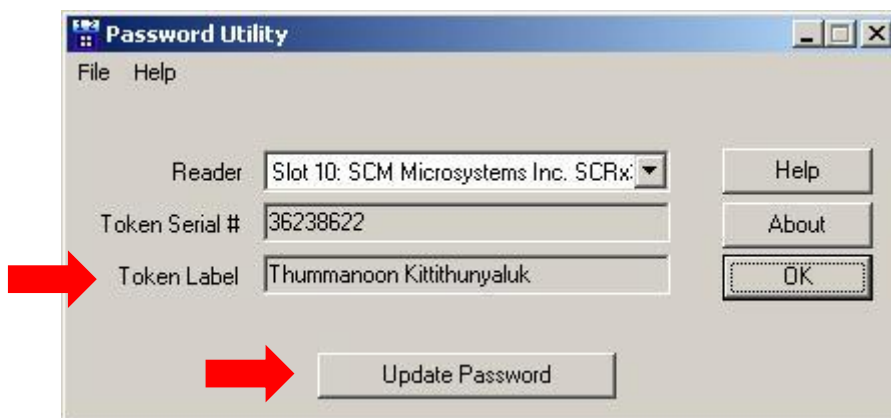 Password Utility
File Help
Reader Slot 10: SCM Microsystems Inc. SCRx Help
Token Serial # 36238622 About
Token Label Thummanoon Kittithunyaluk OK
Update Password